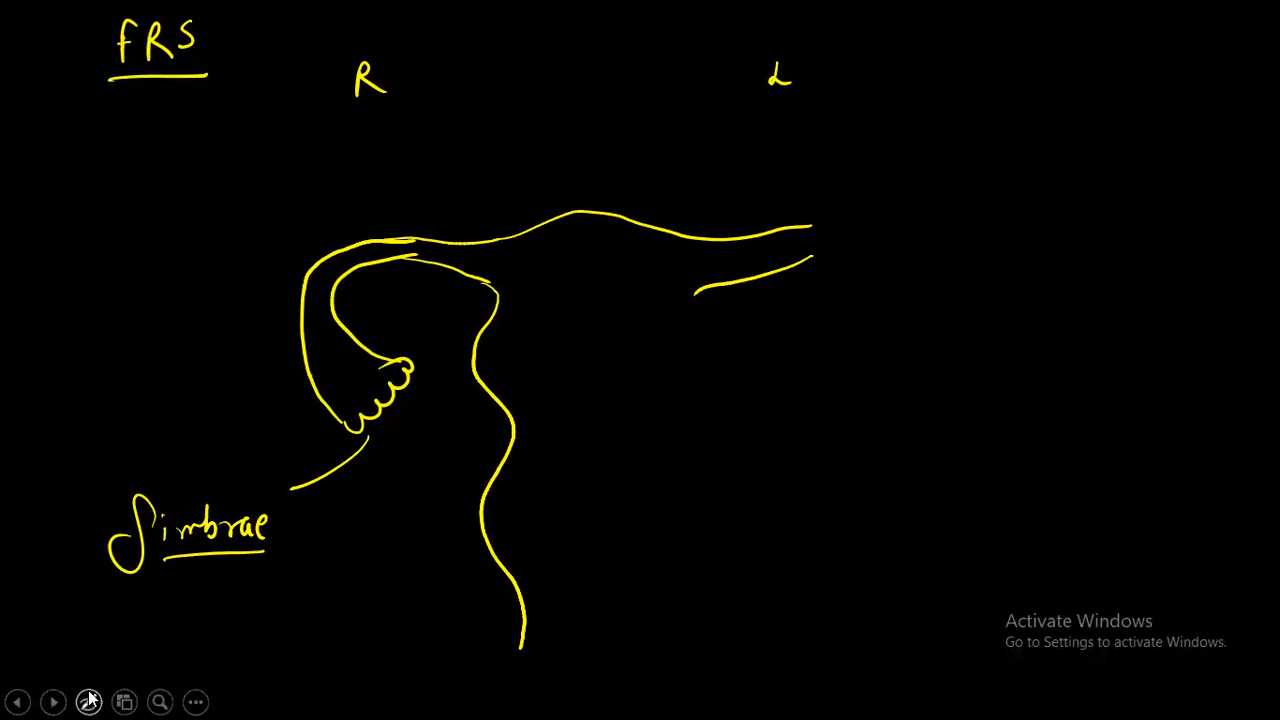 FRS
R
L
fimbrae
Activate Windows
Go to Settings to activate Windows.